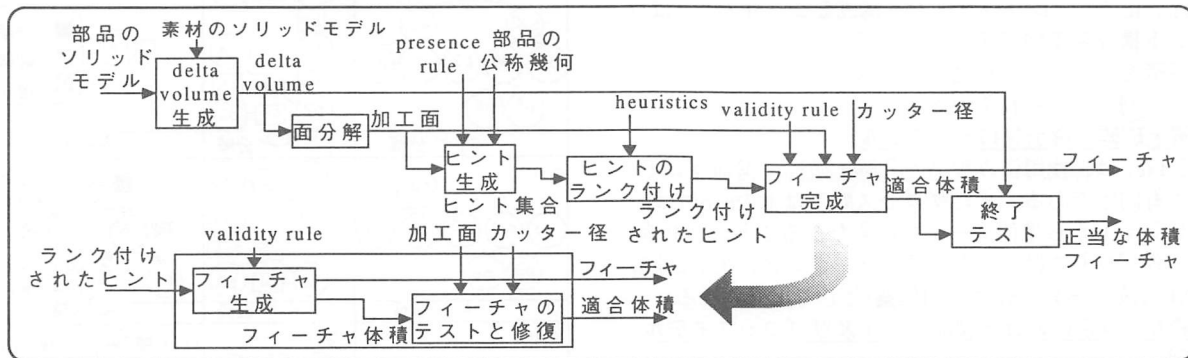 素材のソリッドモデル
部品の
ソリッド
モデル
delta
volume
生成
delta
volume
面分解
加工面
presence
rule
部品の
公称幾何
ヒント
生成
ヒント集合
heuristics
ヒントの
ランク付け
ランク付け
されたヒント
validity rule
カッター径
フィーチャ
完成
フィーチャ
適合体積
終了
テスト
正当な体積
フィーチャ
ランク付け
されたヒント
validity rule
フィーチャ
生成
フィーチャ体積
加工面 カッター径
フィーチャの
テストと修復
フィーチャ
適合体積